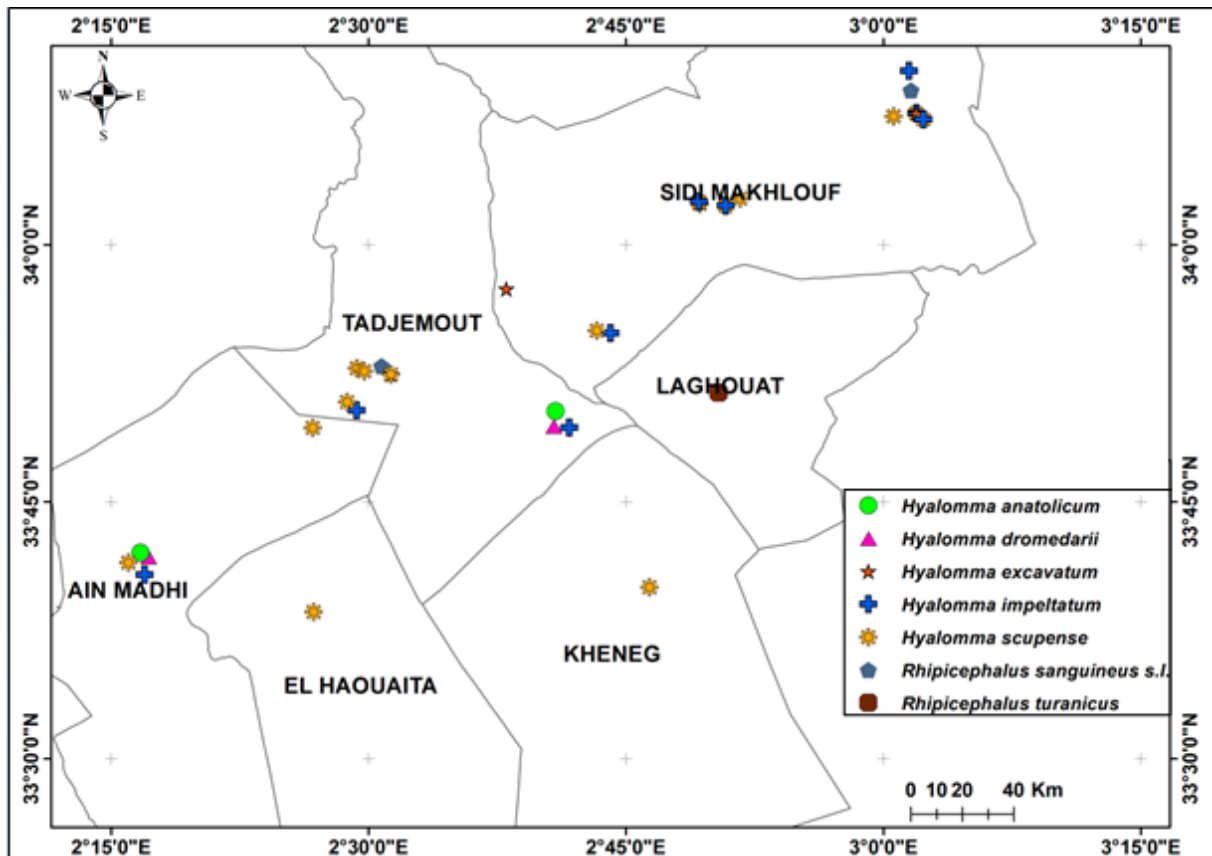 2°15'0"E 2°30'0"E 2°45'0"E 3°0'0"E 3°15'0"E
N
W E
S
SIDI MAKHLOUF
34°0'0"N 34°0'0"N
TADJEMOUT
LAGHOUAT
33°45'0"N 33°45'0"N
Hyalomma anatolicum
Hyalomma dromedarii
Hyalomma excavatum
Hyalomma impeltatum
Hyalomma scupense
Rhipicephalus sanguineus s.l.
Rhipicephalus turanicus
AIN MADHI
KHENEG
EL HAOUAITA
33°30'0"N 33°30'0"N
0 10 20 40 Km
2°15'0"E 2°30'0"E 2°45'0"E 3°0'0"E 3°15'0"E